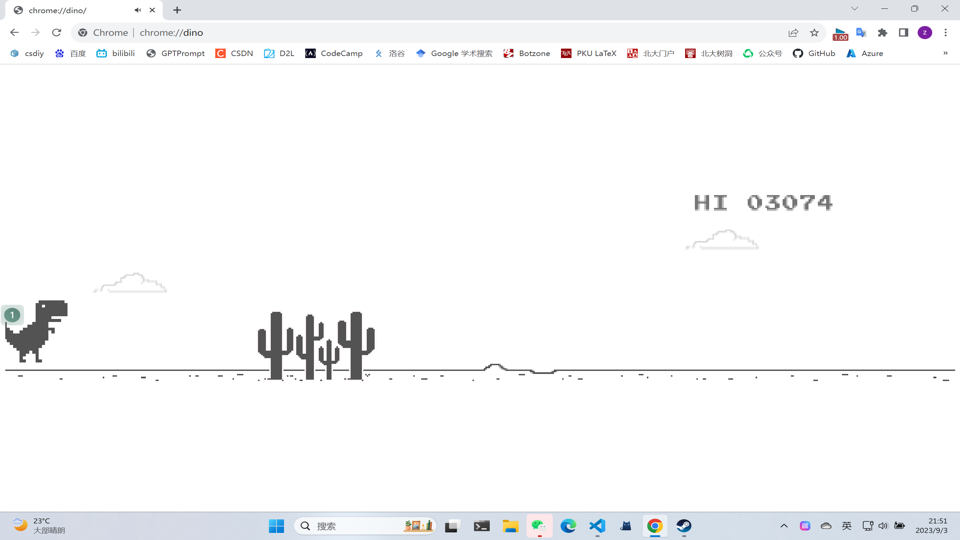 chrome://dino/
Chrome | chrome://dino
1.00
z
csdiy
百度
bilibili
GPTPrompt
CSDN
D2L
CodeCamp
洛谷
Google 学术搜索
Botzone
PKU LaTeX
北大门户
北大树洞
公众号
GitHub
Azure
»
HI 03074
1
23°C
大部晴朗
搜索
英
21:51
2023/9/3